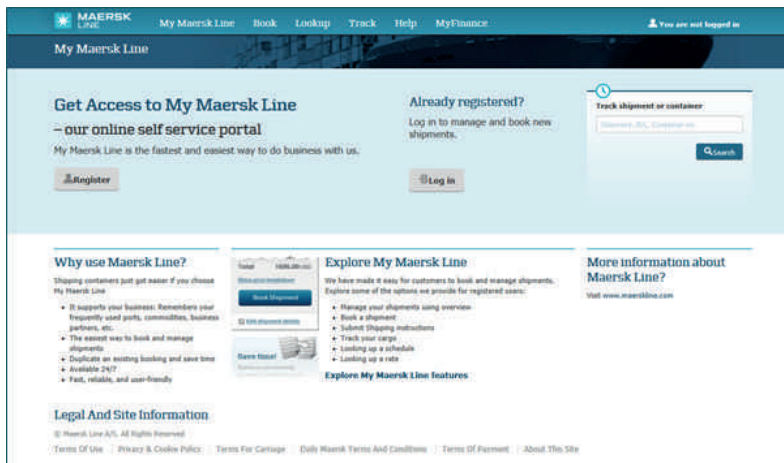 MAERSK
LINE
My Maersk Line Book Lookup Track Help MyFinance
You are not logged in
My Maersk Line
Get Access to My Maersk Line
– our online self service portal
My Maersk Line is the fastest and easiest way to do business with us.
Register
Already registered?
Log in to manage and book new
shipments.
Log in
Track shipment or container
Search
Why use Maersk Line?
Shipping containers just got easier if you choose
My Maersk Line
It supports your business: Remembers your
frequently used ports, commodities, business
partners, etc.
The easiest way to book and manage
shipments
Duplicate an existing booking and save time
Available 24/7
Fast, reliable, and user-friendly
Total
Book Shipment
Edit shipment details
Save time!
Explore My Maersk Line
We have made it easy for customers to book and manage shipments.
Explore some of the options we provide for registered users:
Manage your shipments using overview
Book a shipment
Submit Shipping instructions
Track your cargo
Looking up a schedule
Looking up a rate
Explore My Maersk Line features
More information about
Maersk Line?
Visit www.maerskline.com
Legal And Site Information
© Maersk Line A/S. All Rights Reserved
Terms Of Use Privacy & Cookie Policy Terms For Carriage Daily Maersk Terms And Conditions Terms Of Payment About This Site